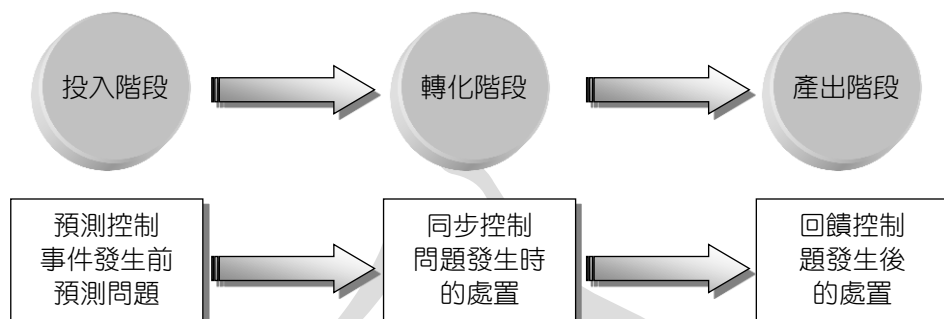 投入階段
轉化階段
產出階段
預測控制
事件發生前
預測問題
同步控制
問題發生時
的處置
回饋控制
題發生後
的處置